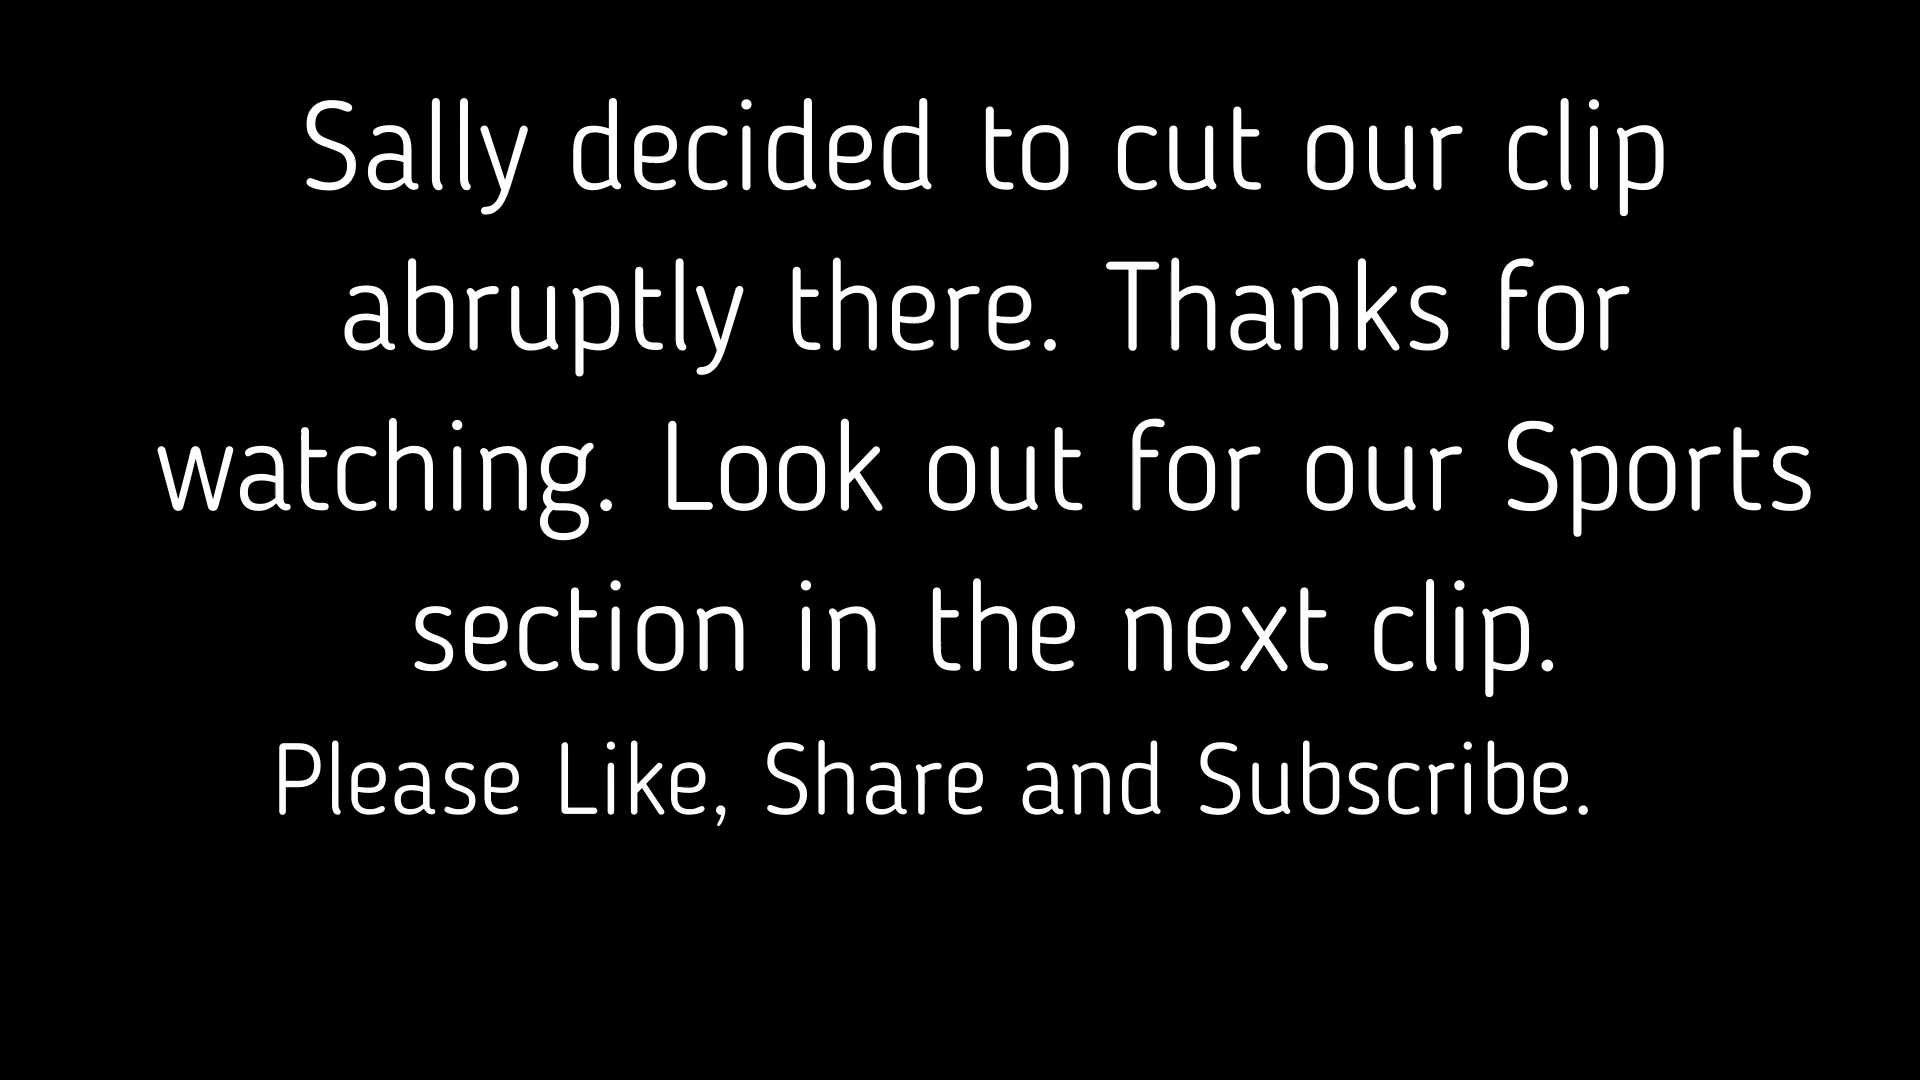 Sally decided to cut our clip
abruptly there. Thanks for
watching. Look out for our Sports
section in the next clip.
Please Like, Share and Subscribe.